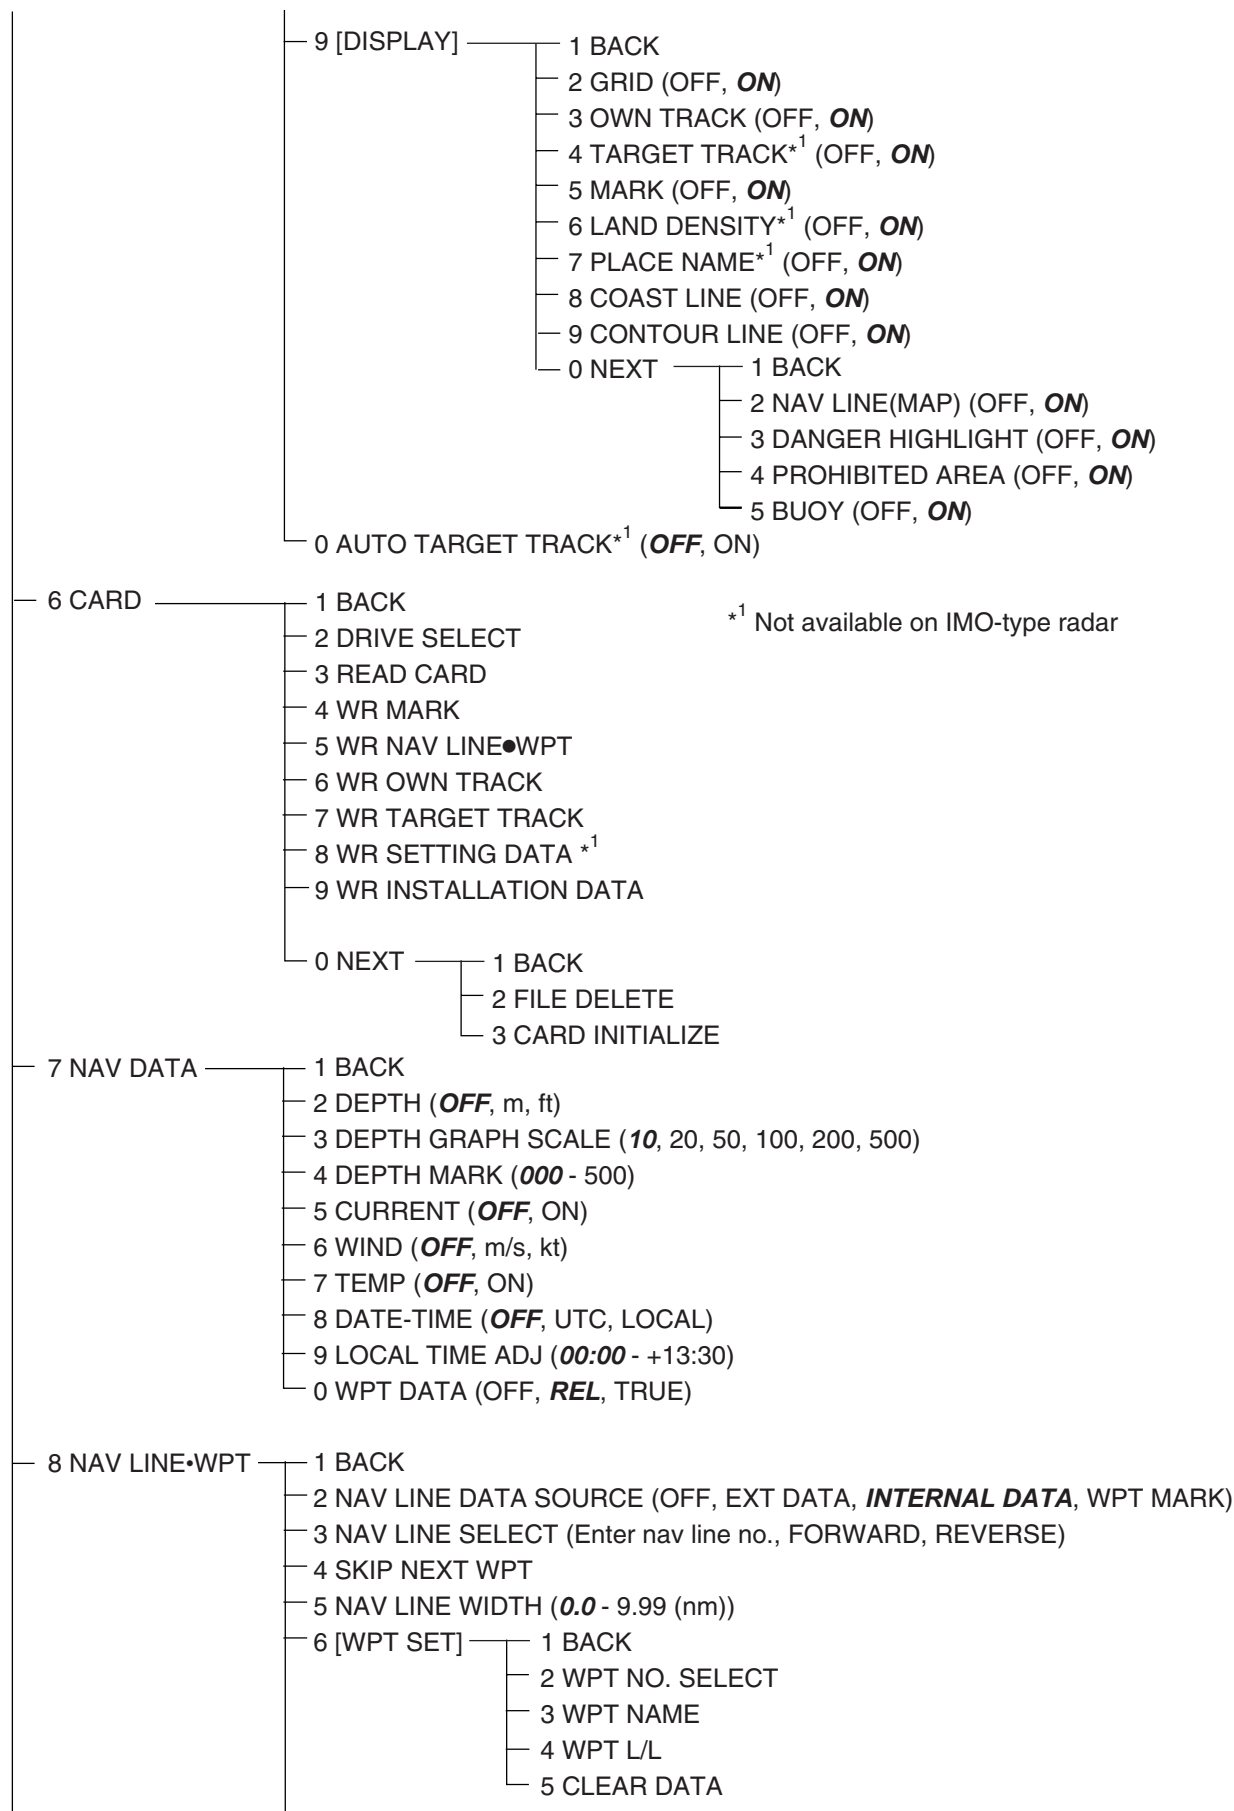 9 [DISPLAY]
1 BACK
2 GRID (OFF, ON)
3 OWN TRACK (OFF, ON)
4 TARGET TRACK*1 (OFF, ON)
5 MARK (OFF, ON)
6 LAND DENSITY*1 (OFF, ON)
7 PLACE NAME*1 (OFF, ON)
8 COAST LINE (OFF, ON)
9 CONTOUR LINE (OFF, ON)
0 NEXT
1 BACK
2 NAV LINE(MAP) (OFF, ON)
3 DANGER HIGHLIGHT (OFF, ON)
4 PROHIBITED AREA (OFF, ON)
5 BUOY (OFF, ON)
0 AUTO TARGET TRACK*1 (OFF, ON)
6 CARD
1 BACK
2 DRIVE SELECT
3 READ CARD
4 WR MARK
5 WR NAV LINE●WPT
6 WR OWN TRACK
7 WR TARGET TRACK
8 WR SETTING DATA *1
9 WR INSTALLATION DATA
0 NEXT
1 BACK
2 FILE DELETE
3 CARD INITIALIZE
*1 Not available on IMO-type radar
7 NAV DATA
1 BACK
2 DEPTH (OFF, m, ft)
3 DEPTH GRAPH SCALE (10, 20, 50, 100, 200, 500)
4 DEPTH MARK (000 - 500)
5 CURRENT (OFF, ON)
6 WIND (OFF, m/s, kt)
7 TEMP (OFF, ON)
8 DATE-TIME (OFF, UTC, LOCAL)
9 LOCAL TIME ADJ (00:00 - +13:30)
0 WPT DATA (OFF, REL, TRUE)
8 NAV LINE•WPT
1 BACK
2 NAV LINE DATA SOURCE (OFF, EXT DATA, INTERNAL DATA, WPT MARK)
3 NAV LINE SELECT (Enter nav line no., FORWARD, REVERSE)
4 SKIP NEXT WPT
5 NAV LINE WIDTH (0.0 - 9.99 (nm))
6 [WPT SET]
1 BACK
2 WPT NO. SELECT
3 WPT NAME
4 WPT L/L
5 CLEAR DATA